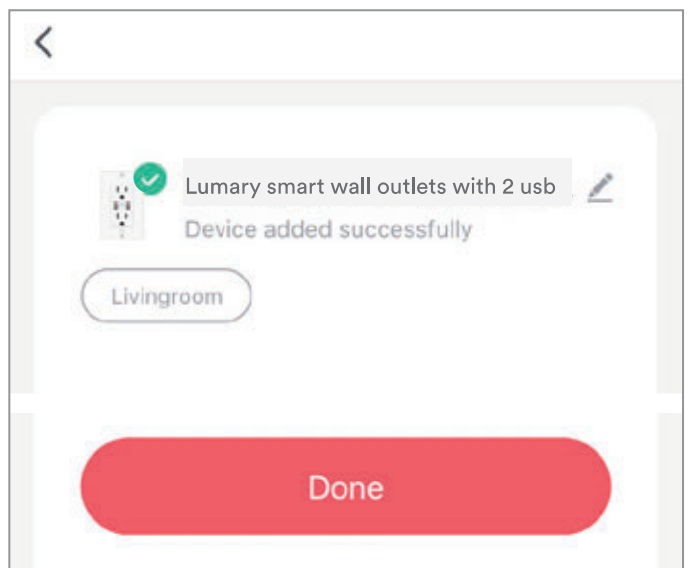 Lumary smart wall outlets with 2 usb
Device added successfully
Livingroom
Done